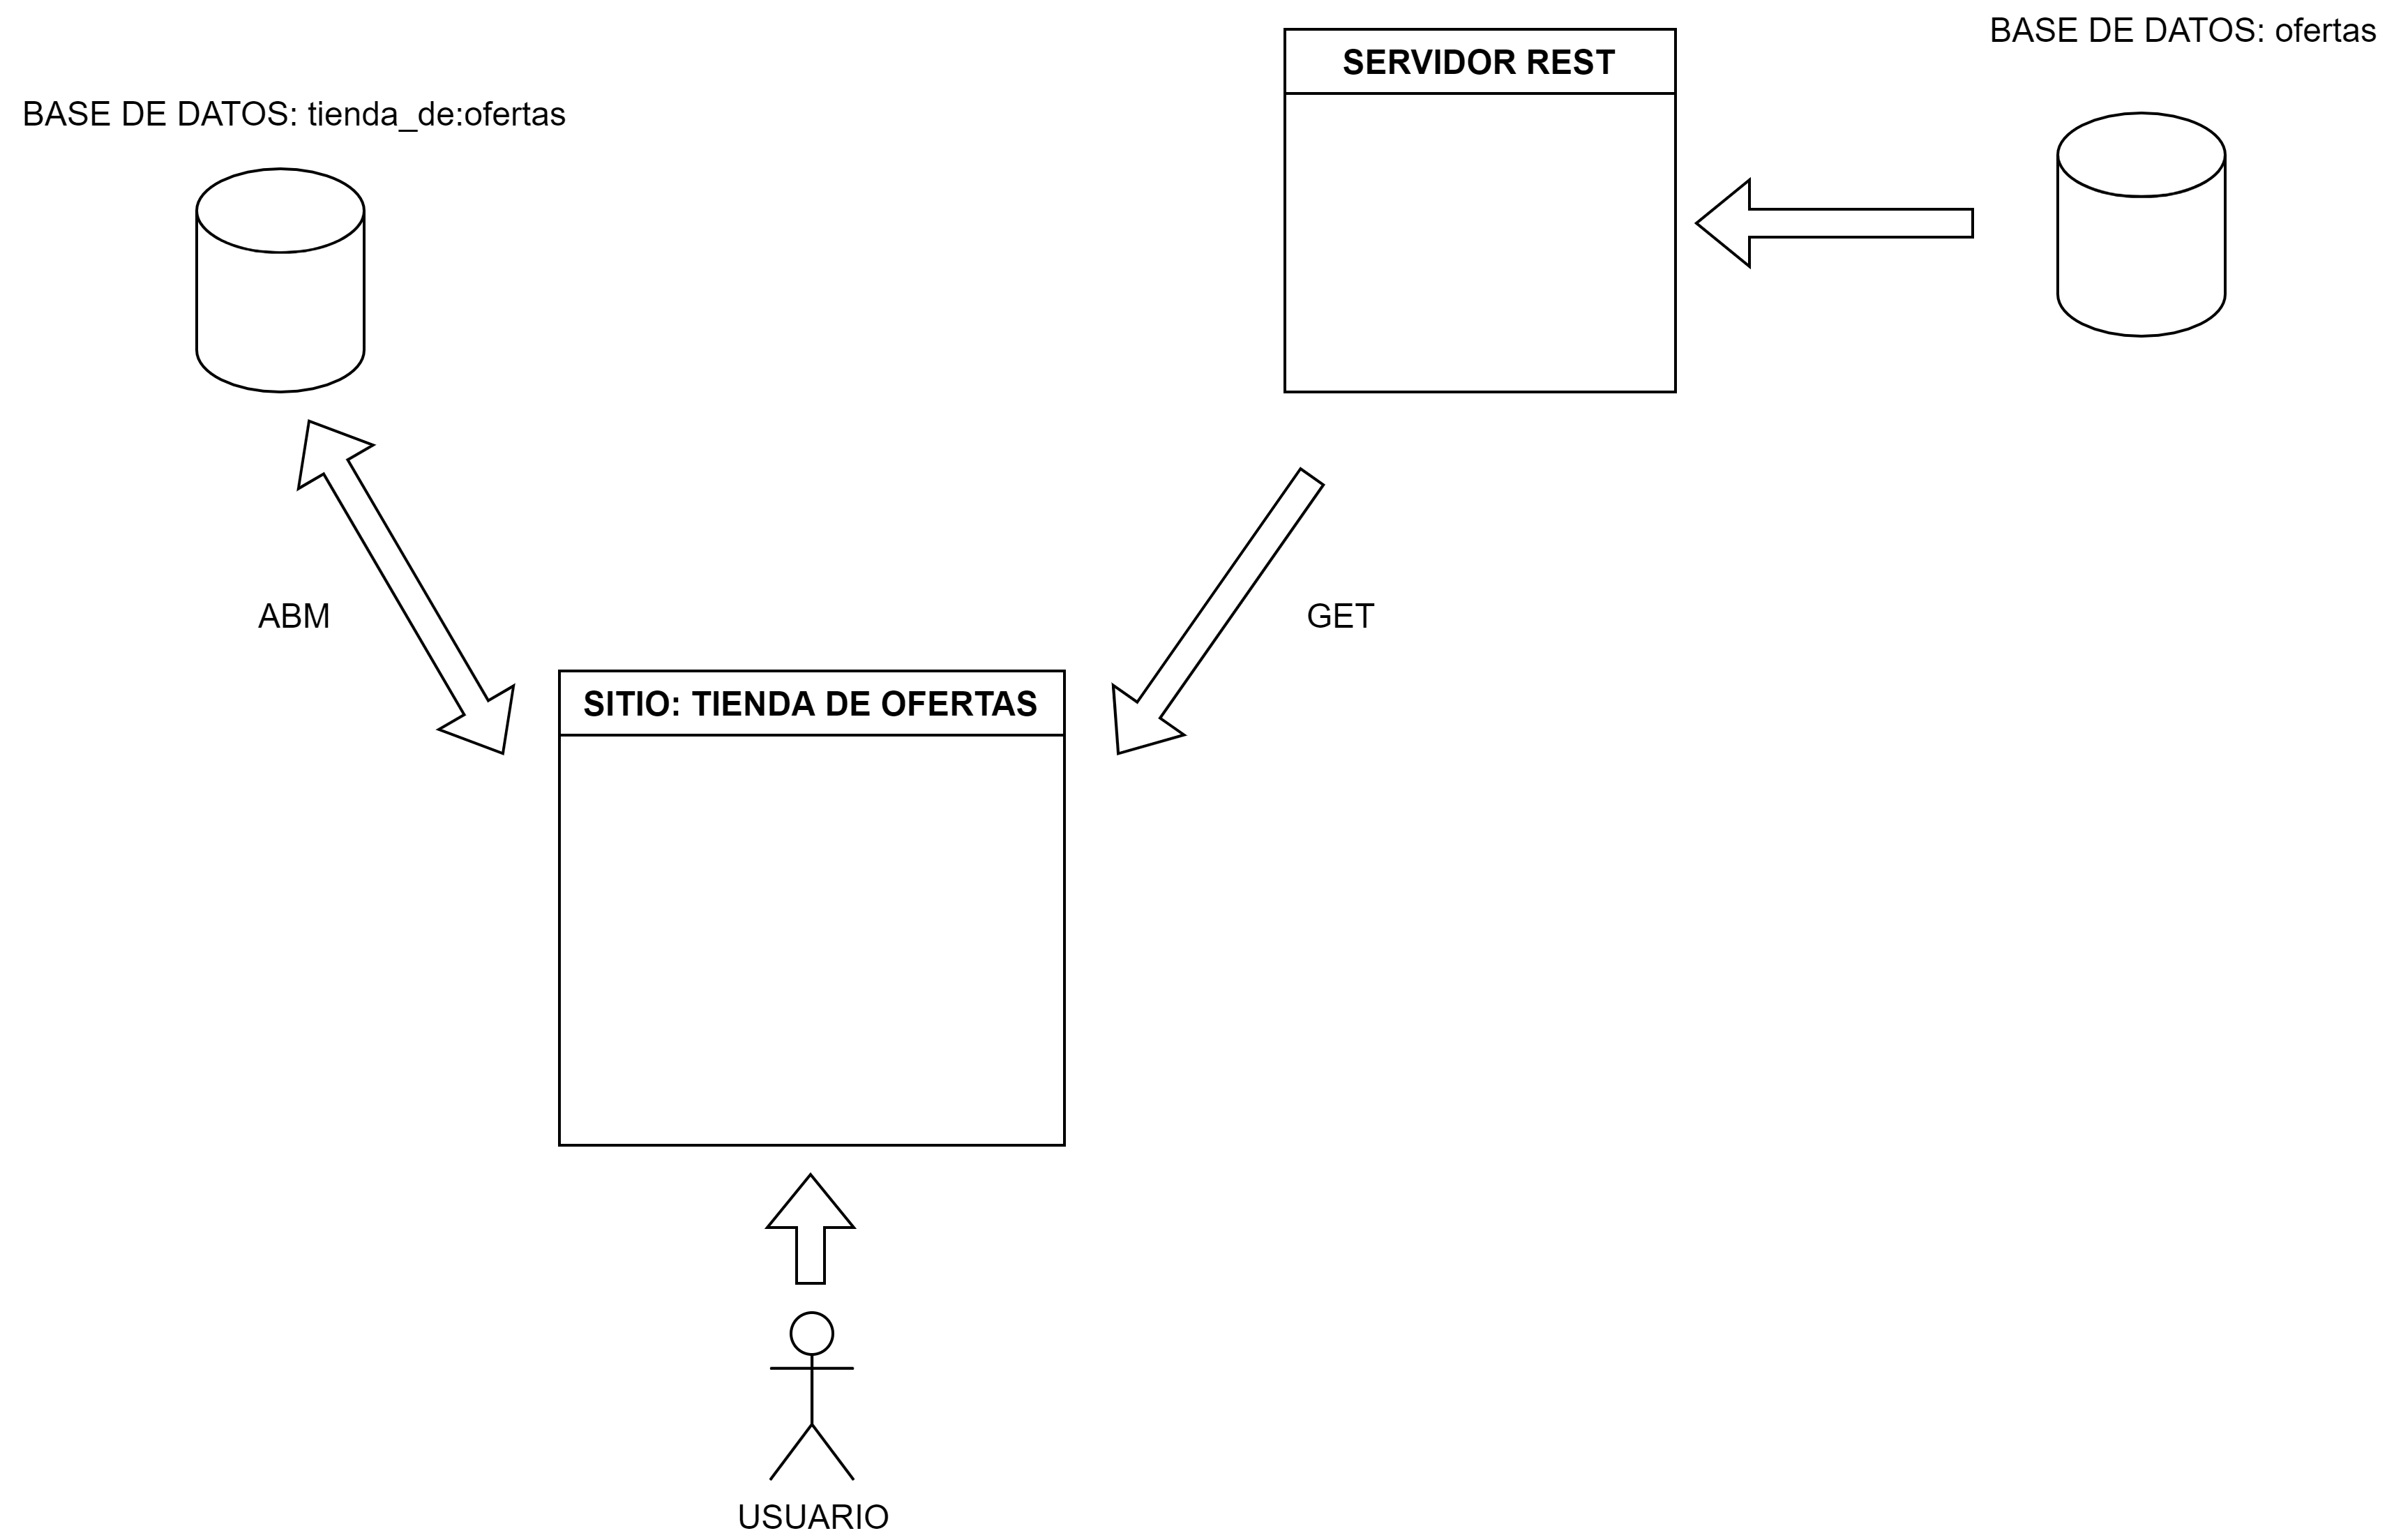 BASE DE DATOS: ofertas
SERVIDOR REST
BASE DE DATOS: tienda_de:ofertas
ABM
GET
SITIO: TIENDA DE OFERTAS
USUARIO